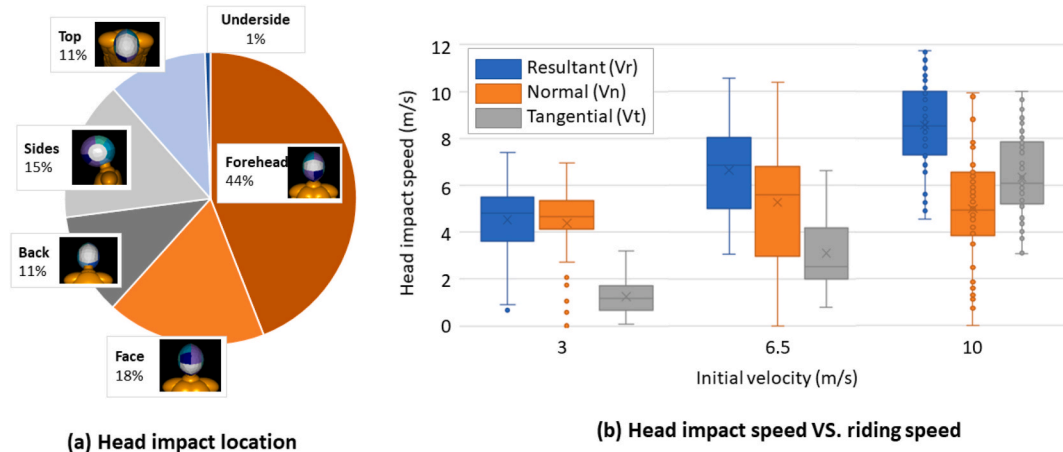 Underside
1%
Top
11%
Sides
15%
Forehead
44%
Back
11%
Face
18%
(a) Head impact location
Head impact speed (m/s)
12
10
8
6
4
2
0
Resultant (Vr)
Normal (Vn)
Tangential (Vt)
3
6.5
10
Initial velocity (m/s)
(b) Head impact speed VS. riding speed